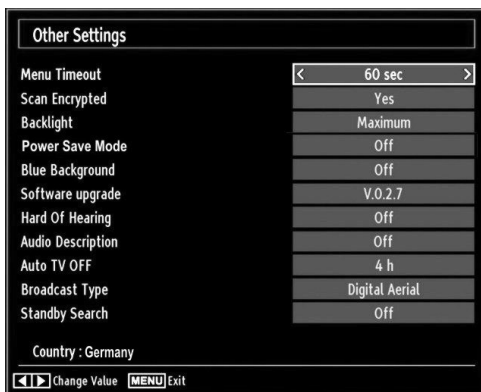 Other Settings
Menu Timeout < 60 sec >
Scan Encrypted Yes
Backlight Maximum
Power Save Mode Off
Blue Background Off
Software upgrade V.0.2.7
Hard Of Hearing Off
Audio Description Off
Auto TV OFF 4 h
Broadcast Type Digital Aerial
Standby Search Off
Country : Germany
Change Value MENU Exit